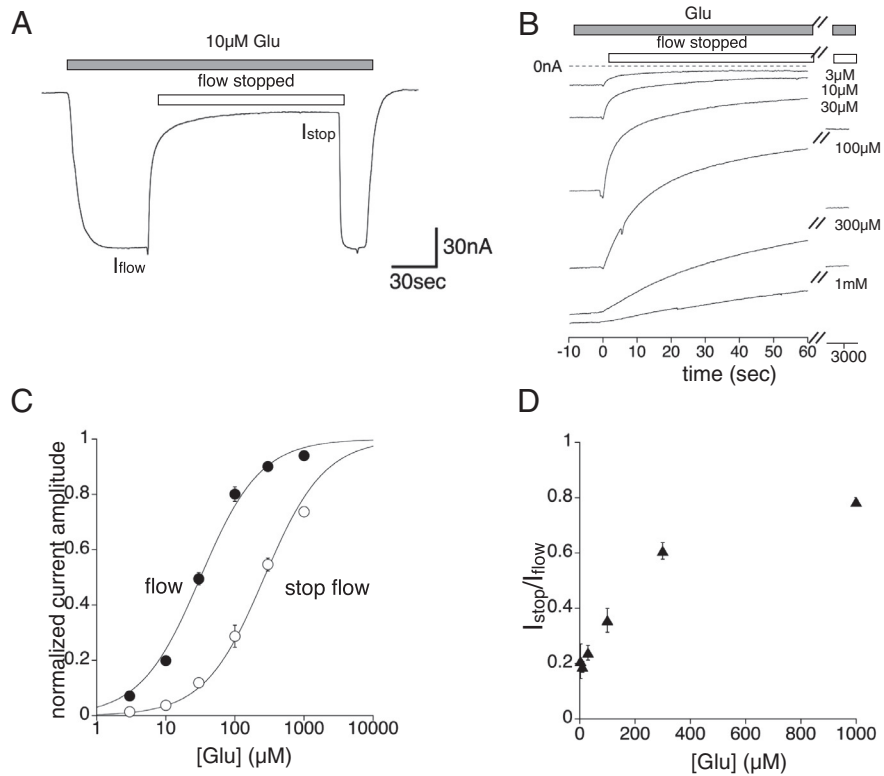 A
10µM Glu
flow stopped
Istop
Iflow
30nA
30sec
B
Glu
flow stopped
0nA
3µM
10µM
30µM
100µM
300µM
1mM
-10 0 10 20 30 40 50 60 3000
time (sec)
C
normalized current amplitude
1
0.8
0.6
0.4
0.2
0
flow
stop flow
1 10 100 1000 10000
[Glu] (µM)
D
Istop/Iflow
1
0.8
0.6
0.4
0.2
0
0 200 400 600 800 1000
[Glu] (µM)